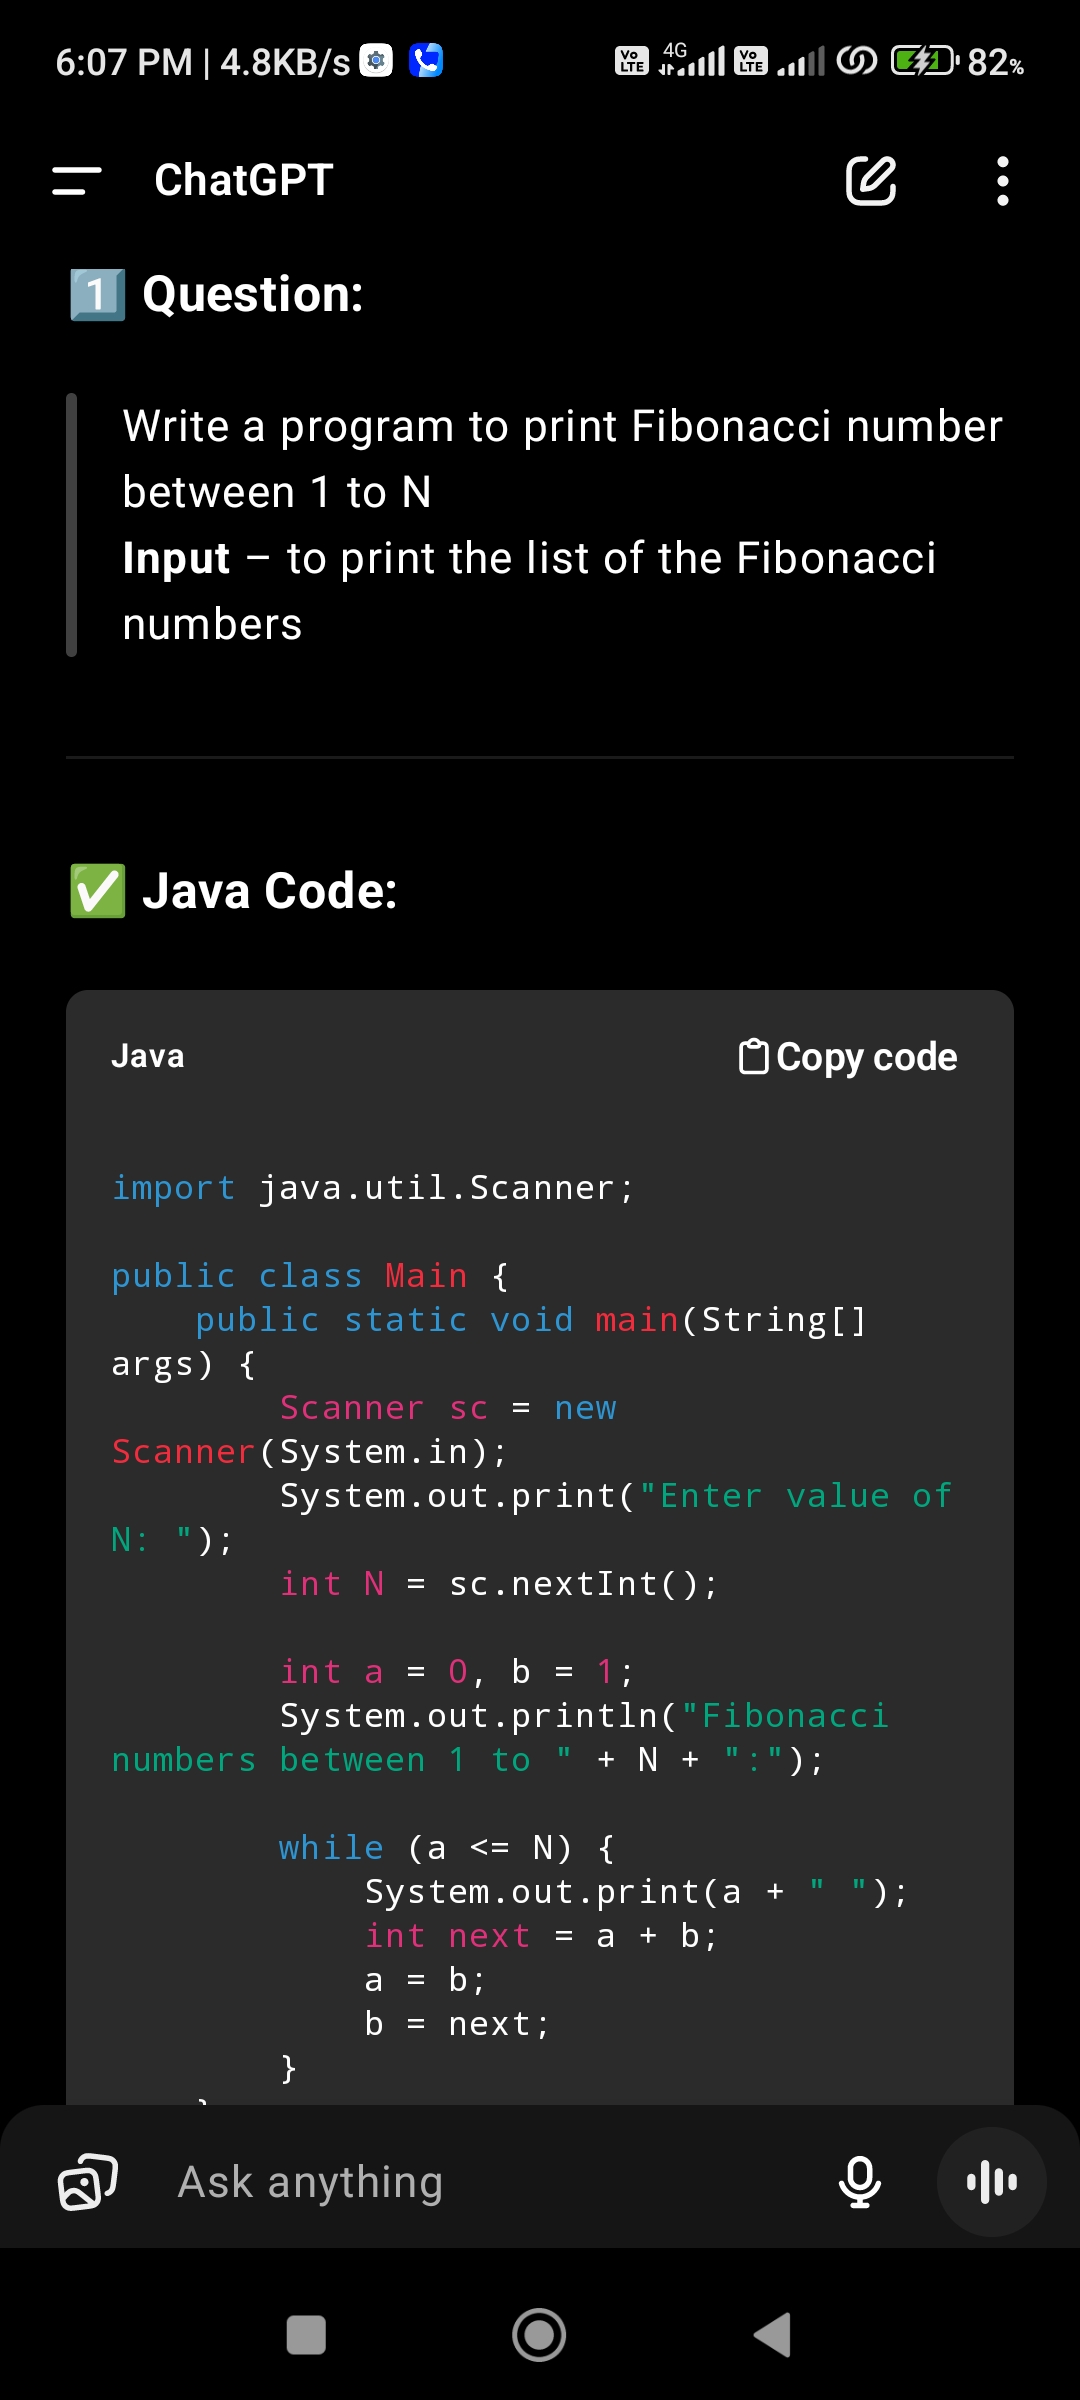 6:07 PM | 4.8KB/s Vo LTE 4G Vo LTE 82%
ChatGPT
1 Question:
Write a program to print Fibonacci number
between 1 to N
Input – to print the list of the Fibonacci
numbers
✅ Java Code:
Java Copy code
import java.util.Scanner;
public class Main {
    public static void main(String[]
args) {
        Scanner sc = new
Scanner(System.in);
        System.out.print("Enter value of
N: ");
        int N = sc.nextInt();
        int a = 0, b = 1;
        System.out.println("Fibonacci
numbers between 1 to " + N + ":");
        while (a <= N) {
            System.out.print(a + " ");
            int next = a + b;
            a = b;
            b = next;
        }
Ask anything